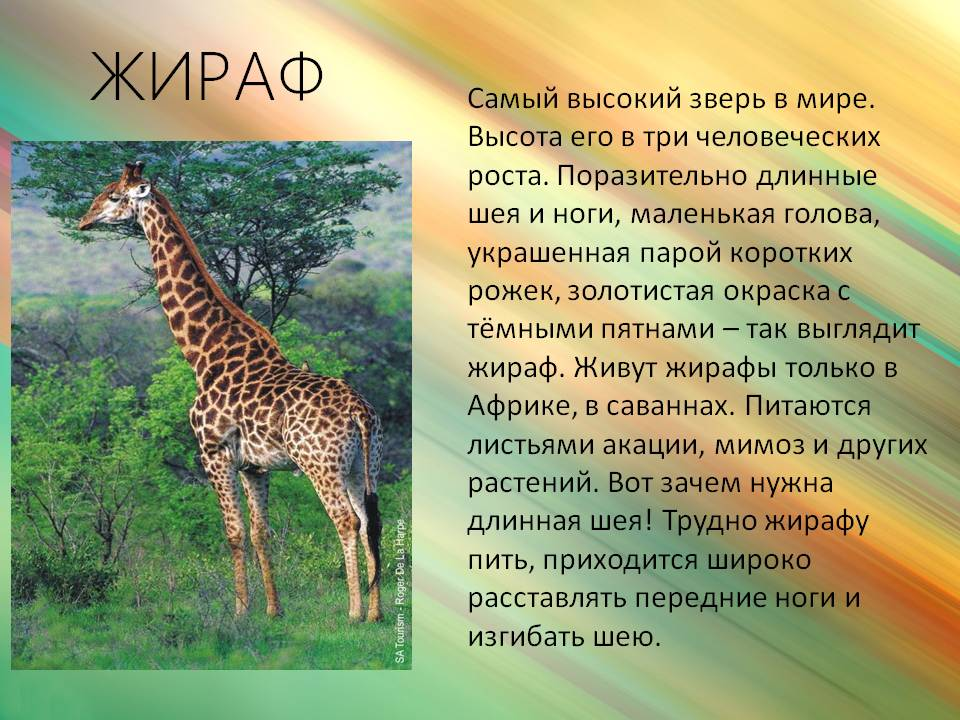 ЖИРАФ
Самый высокий зверь в мире.
Высота его в три человеческих
роста. Поразительно длинные
шея и ноги, маленькая голова,
украшенная парой коротких
рожек, золотистая окраска с
тёмными пятнами – так выглядит
жираф. Живут жирафы только в
Африке, в саваннах. Питаются
листьями акации, мимоз и других
растений. Вот зачем нужна
длинная шея! Трудно жирафу
пить, приходится широко
расставлять передние ноги и
изгибать шею.
SA Tourism - Roger De La Harpe